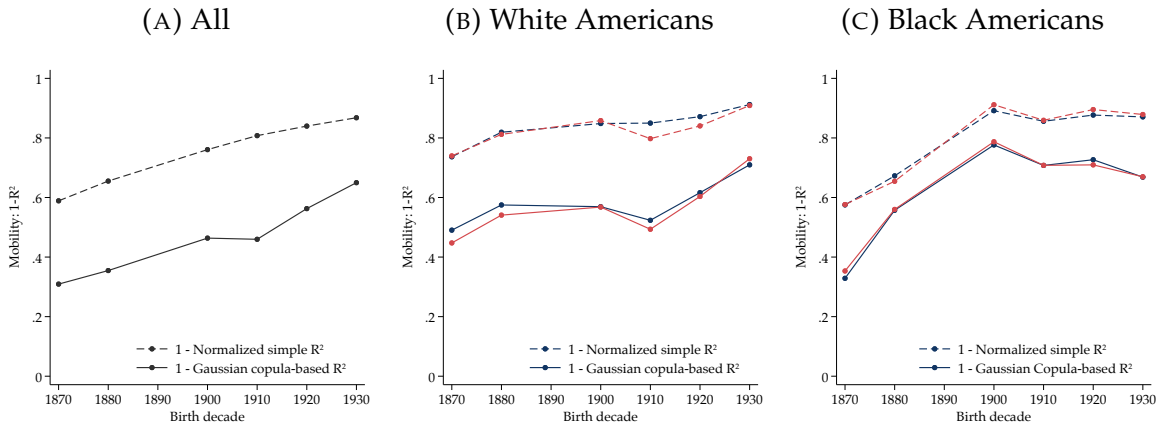 (A) All
Mobility: 1-R²
1
.8
.6
.4
.2
0
1 - Normalized simple R²
1 - Gaussian copula-based R²
1870 1880 1890 1900 1910 1920 1930
Birth decade
(B) White Americans
Mobility: 1-R²
1
.8
.6
.4
.2
0
1 - Normalized simple R²
1 - Gaussian copula-based R²
1870 1880 1890 1900 1910 1920 1930
Birth decade
(C) Black Americans
Mobility: 1-R²
1
.8
.6
.4
.2
0
1 - Normalized simple R²
1 - Gaussian Copula-based R²
1870 1880 1890 1900 1910 1920 1930
Birth decade